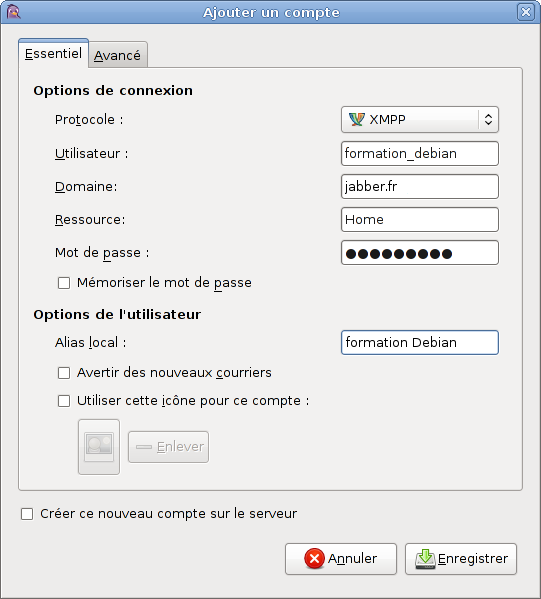 Ajouter un compte
Essentiel Avancé
Options de connexion
Protocole : XMPP
Utilisateur : formation_debian
Domaine: jabber.fr
Ressource: Home
Mot de passe : ●●●●●●●●●
Mémoriser le mot de passe
Options de l'utilisateur
Alias local : formation Debian
Avertir des nouveaux courriers
Utiliser cette icône pour ce compte :
Enlever
Créer ce nouveau compte sur le serveur
Annuler Enregistrer